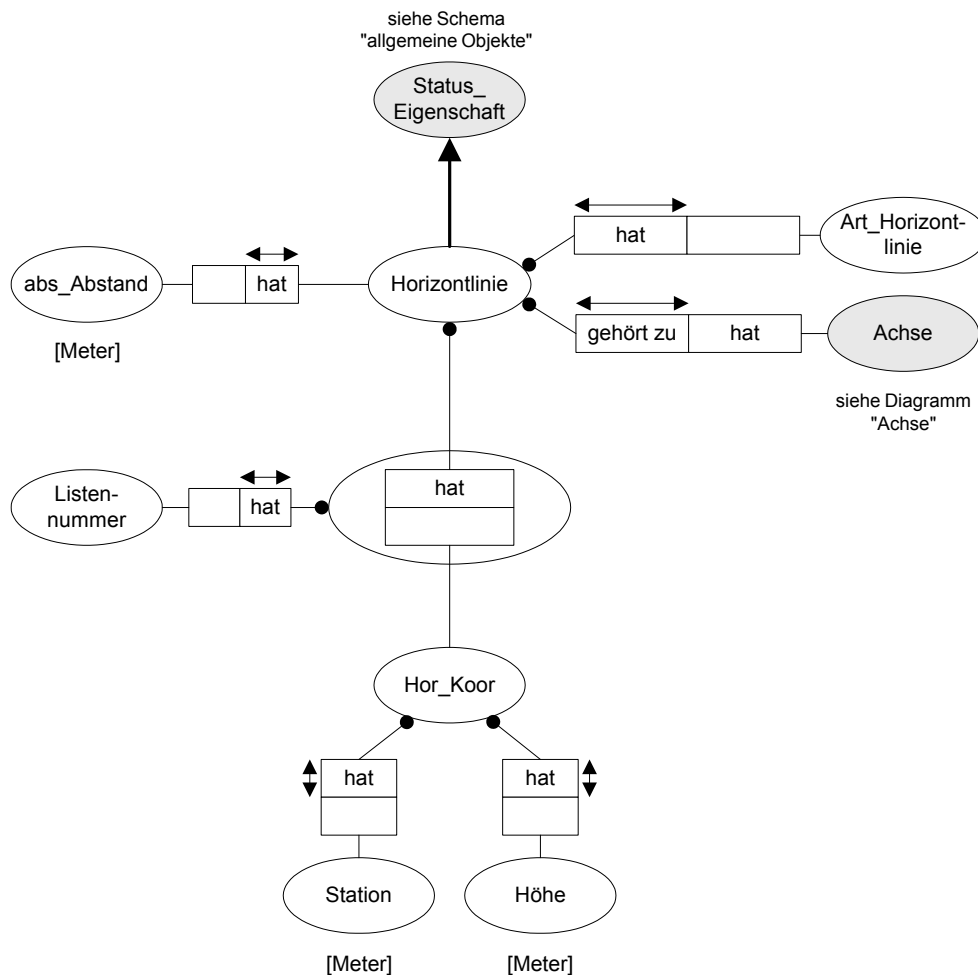 siehe Schema
"allgemeine Objekte"
Status_
Eigenschaft
hat
Art_Horizont-
linie
abs_Abstand
hat
Horizontlinie
[Meter]
gehört zu
hat
Achse
siehe Diagramm
"Achse"
Listen-
nummer
hat
hat
Hor_Koor
hat
hat
Station
Höhe
[Meter]
[Meter]